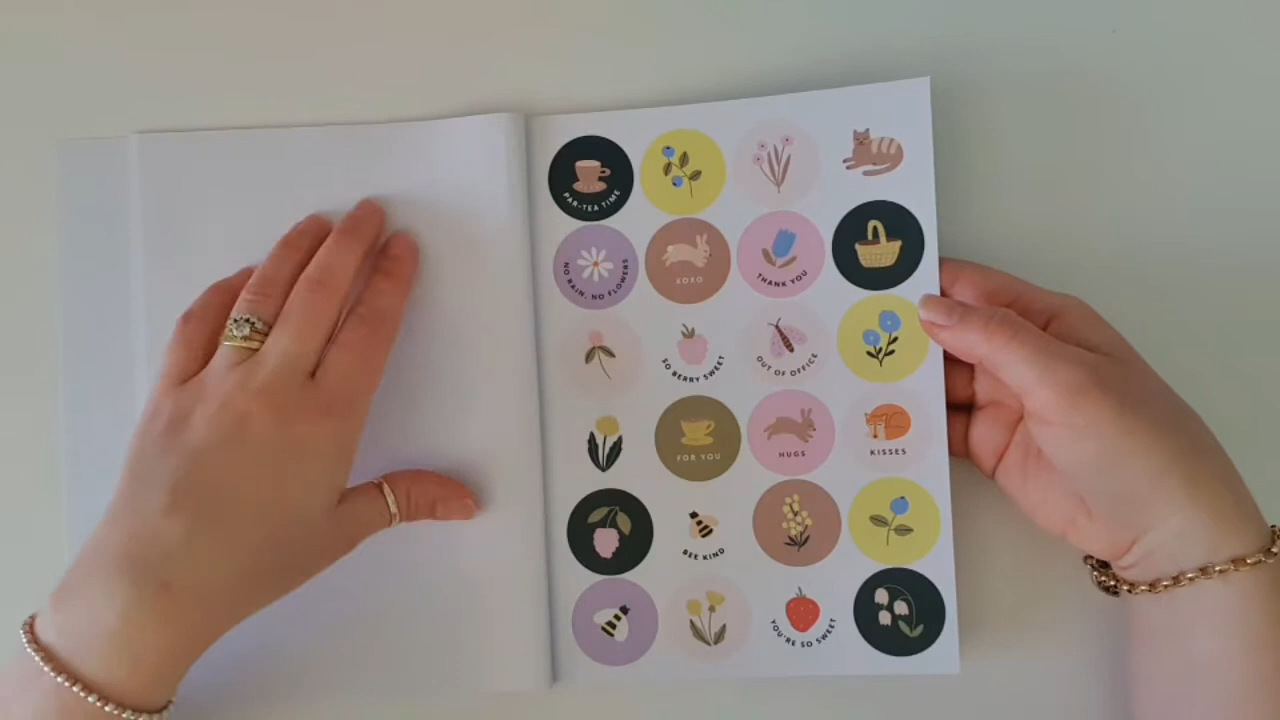 PAR-TEA TIME
NO RAIN, NO FLOWERS
XOXO
THANK YOU
SO BERRY SWEET
OUT OF OFFICE
FOR YOU
HUGS
KISSES
BEE KIND
YOU'RE SO SWEET